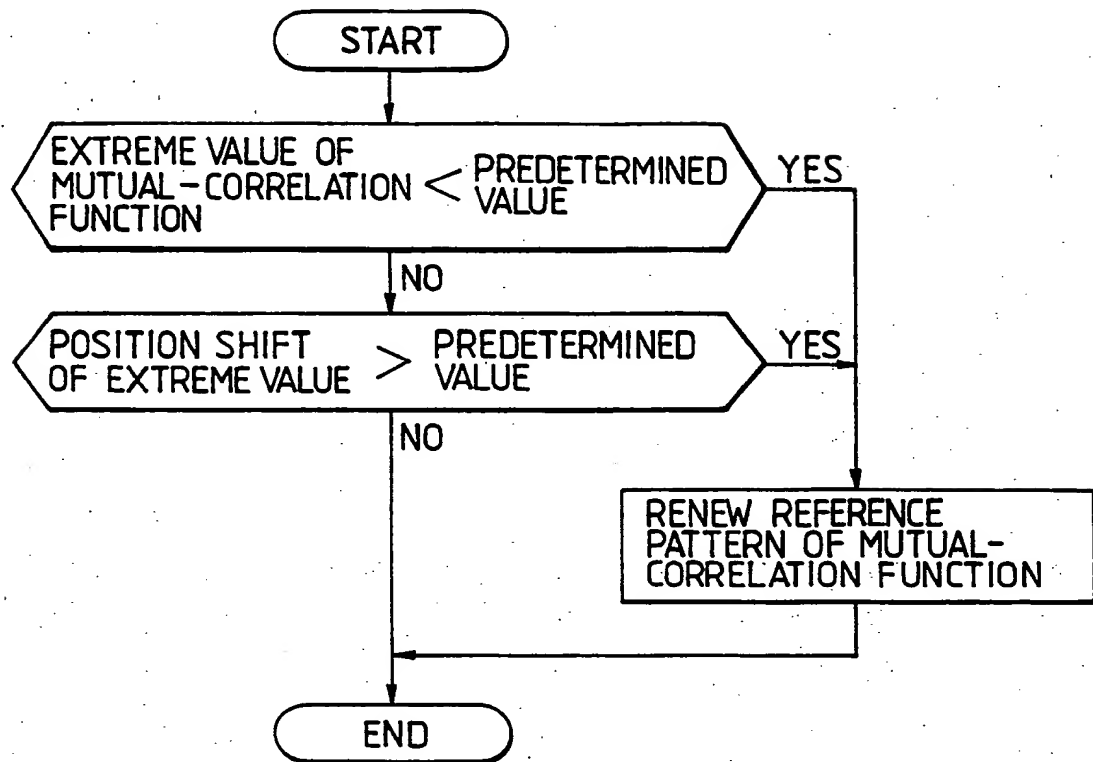 START
EXTREME VALUE OF
MUTUAL-CORRELATION
FUNCTION
<
PREDETERMINED
VALUE
YES
NO
POSITION SHIFT
OF EXTREME VALUE
>
PREDETERMINED
VALUE
YES
NO
RENEW REFERENCE
PATTERN OF MUTUAL-
CORRELATION FUNCTION
END